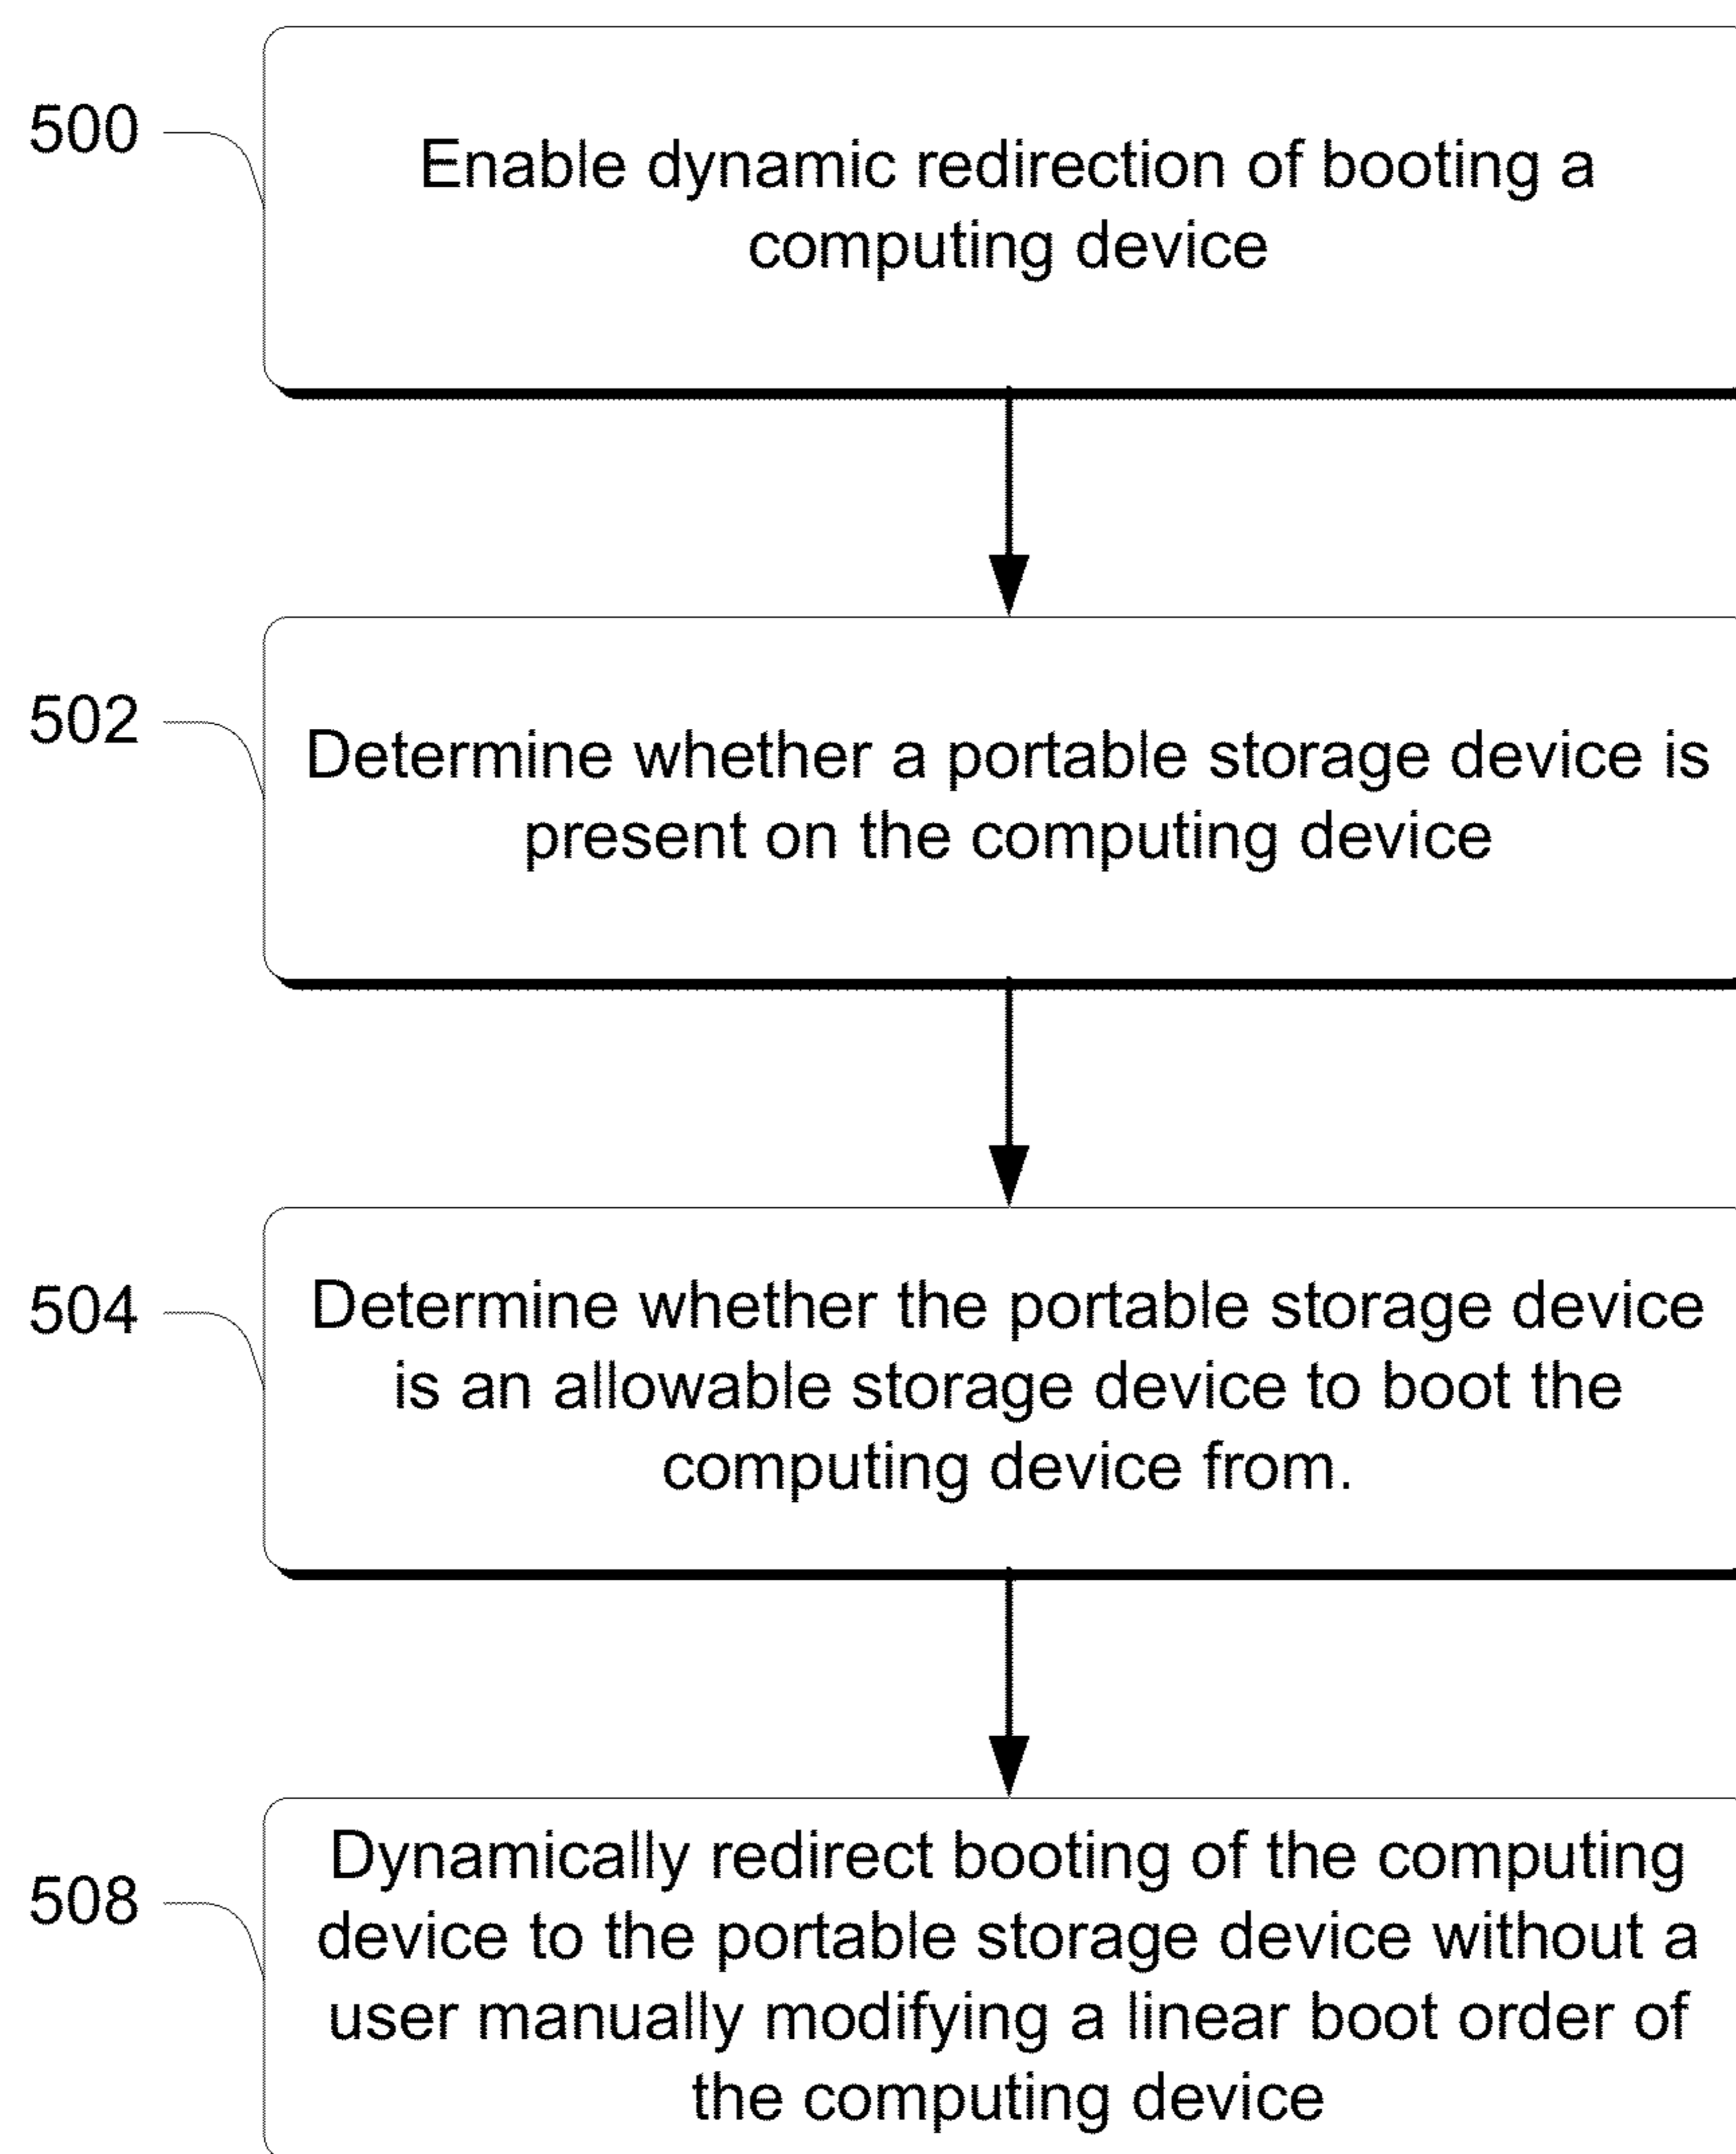 500
Enable dynamic redirection of booting a
computing device
502
Determine whether a portable storage device is
present on the computing device
504
Determine whether the portable storage device
is an allowable storage device to boot the
computing device from.
508
Dynamically redirect booting of the computing
device to the portable storage device without a
user manually modifying a linear boot order of
the computing device